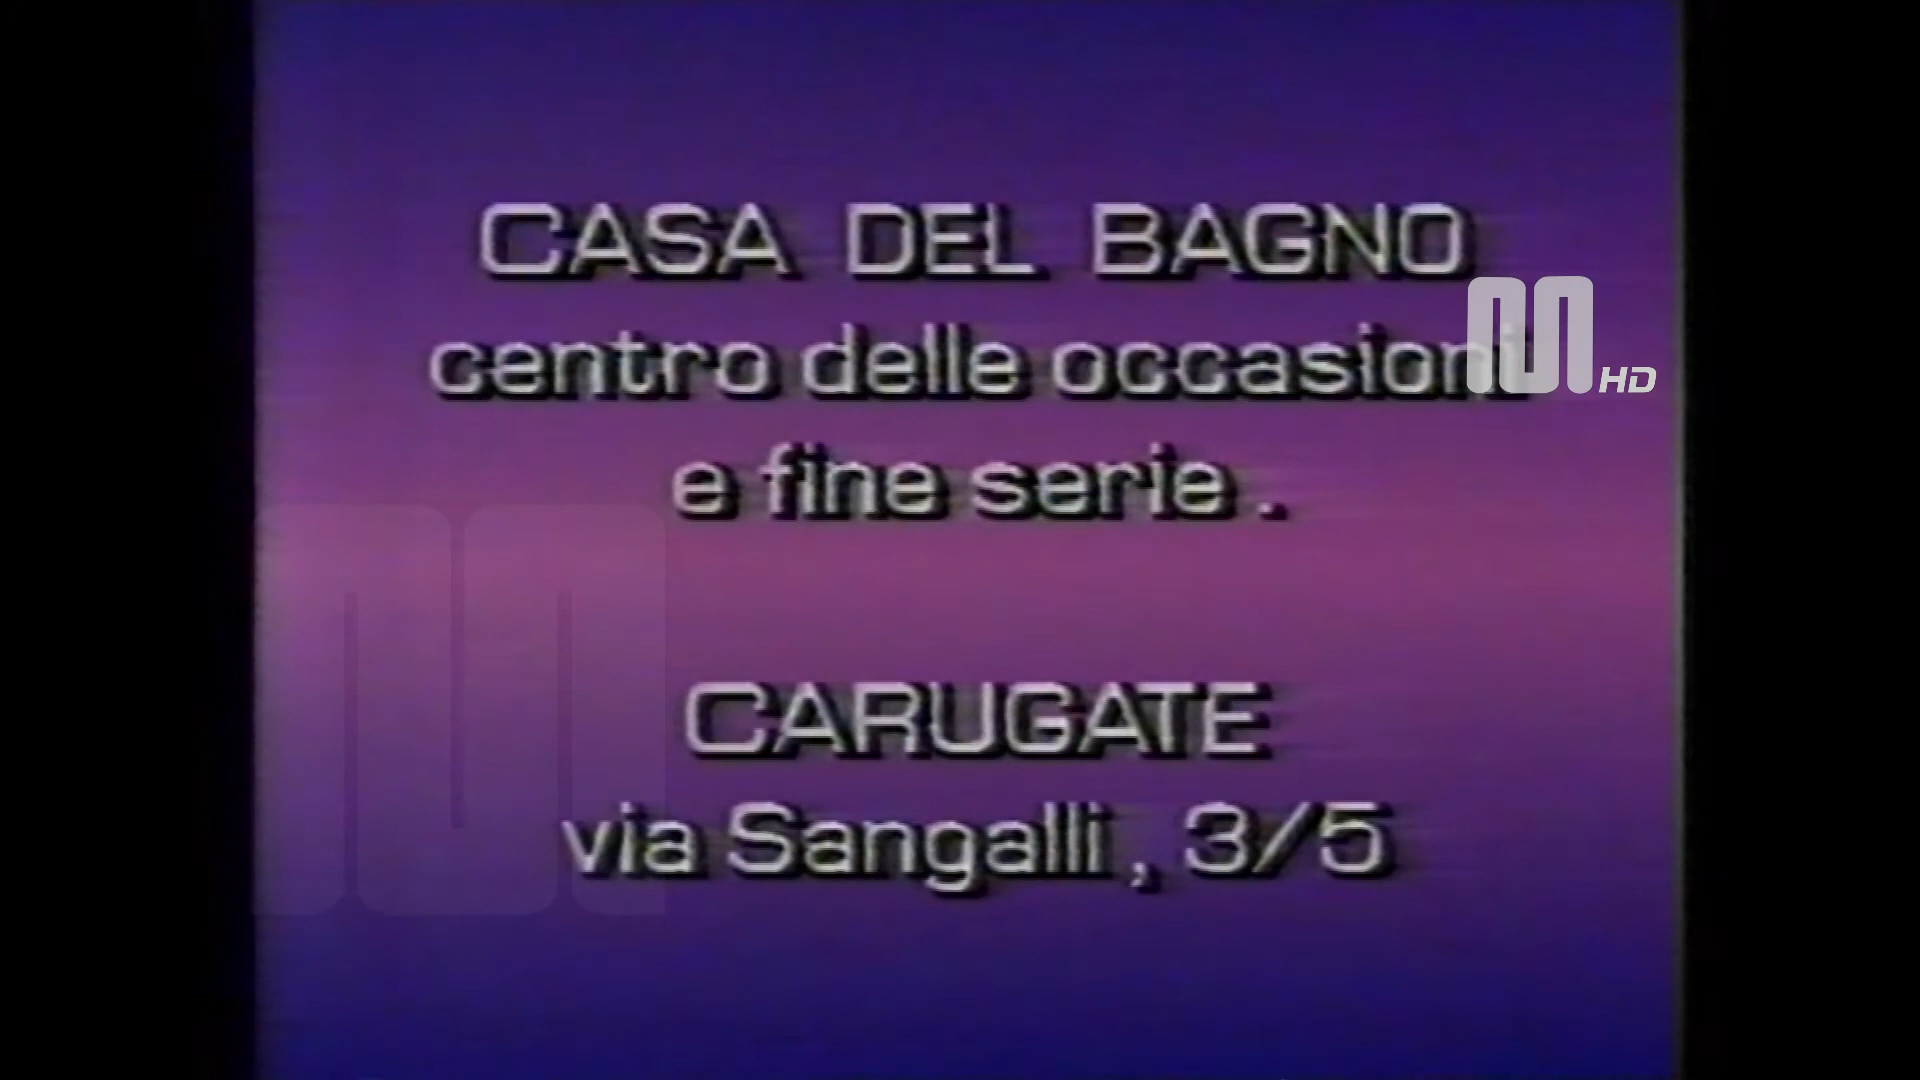 CASA DEL BAGNO
centro delle occasioni
e fine serie .
CARUGATE
via Sangalli , 3/5
HD